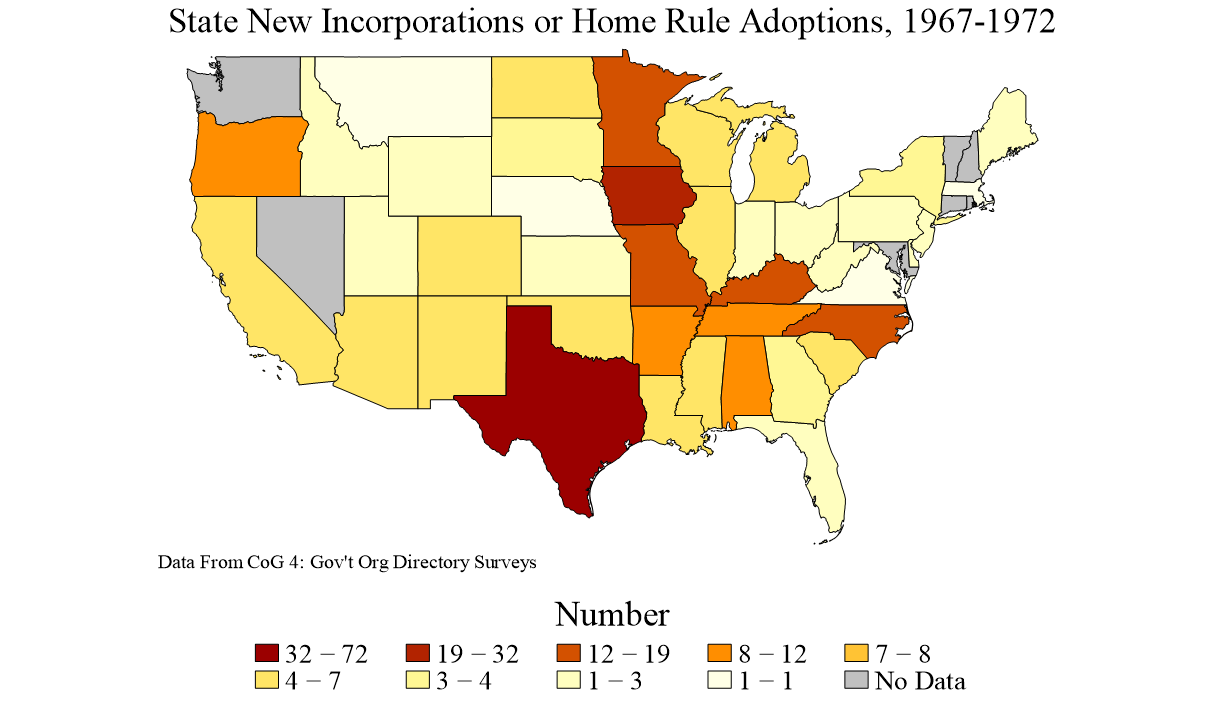 State New Incorporations or Home Rule Adoptions, 1967-1972
Data From CoG 4: Gov't Org Directory Surveys
Number
32 – 72 19 – 32 12 – 19 8 – 12 7 – 8
4 – 7 3 – 4 1 – 3 1 – 1 No Data